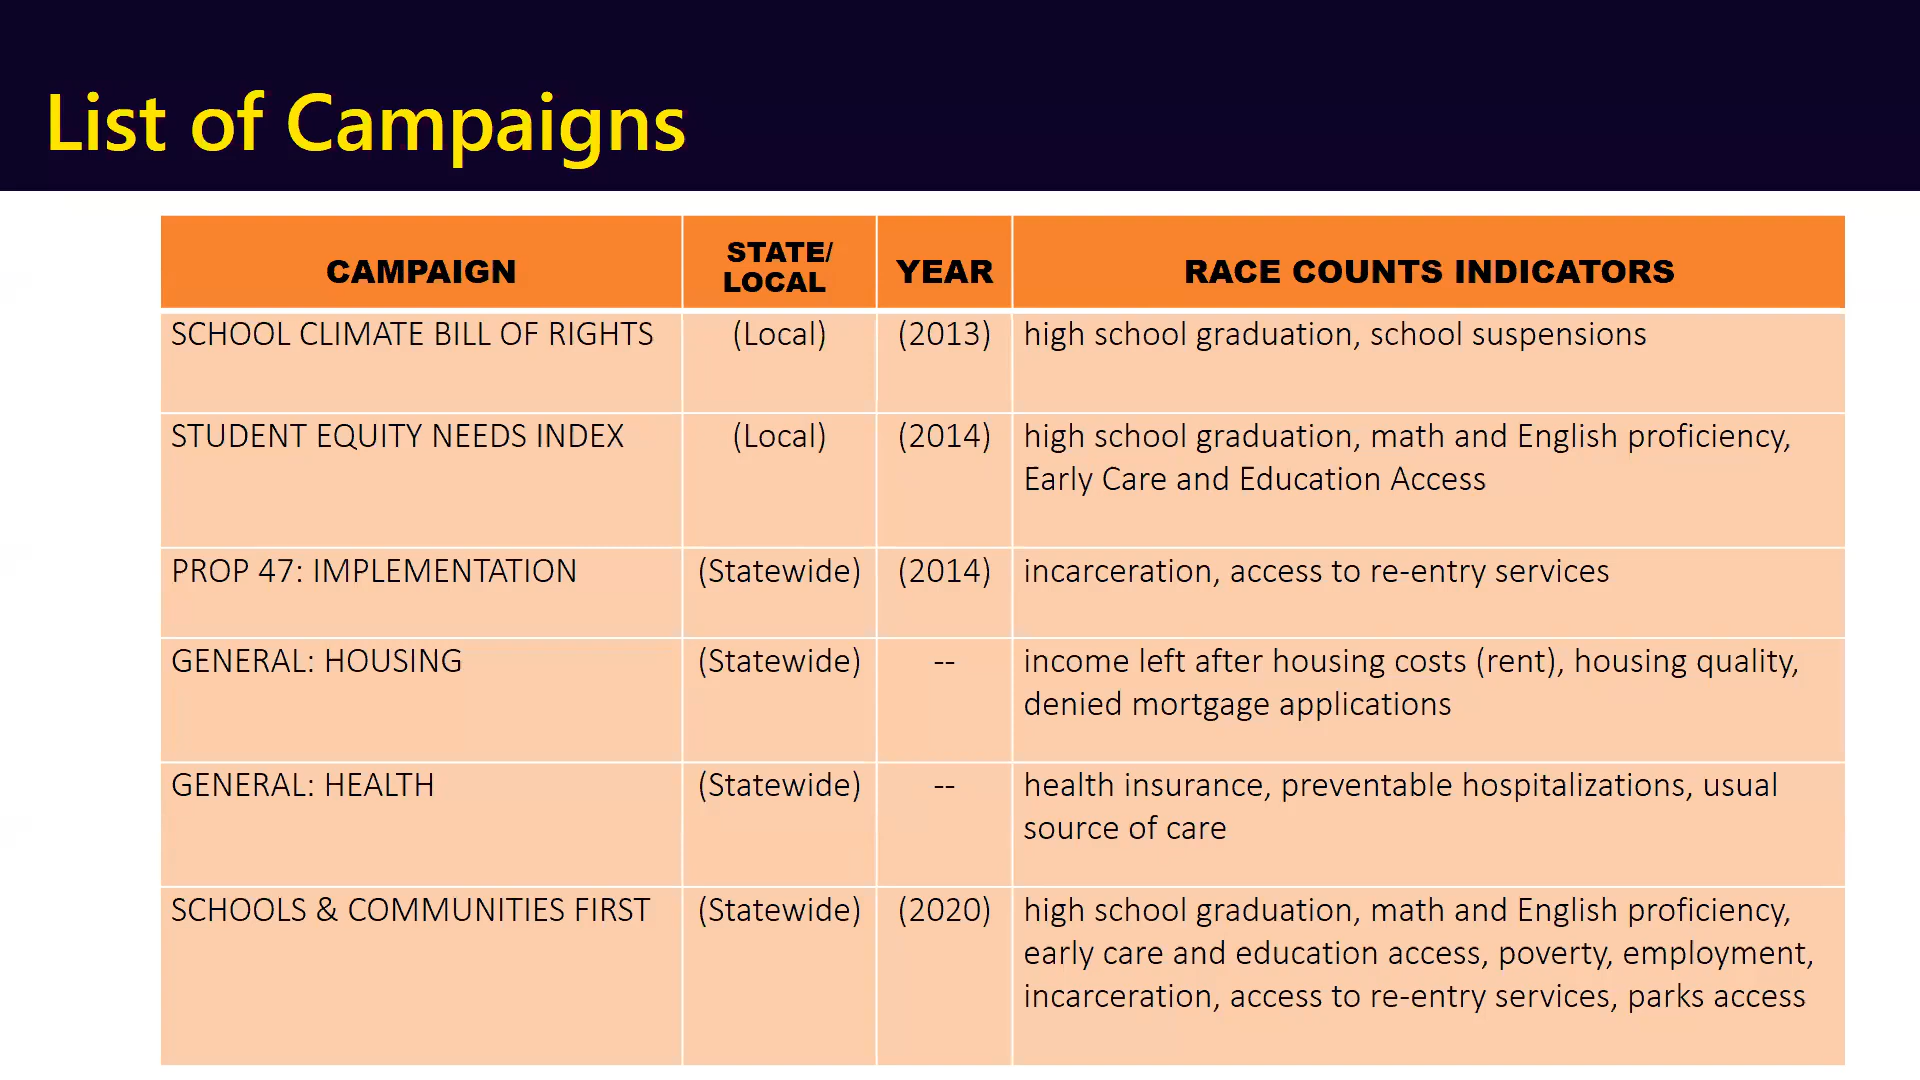 List of Campaigns
CAMPAIGN
STATE/
LOCAL
YEAR
RACE COUNTS INDICATORS
SCHOOL CLIMATE BILL OF RIGHTS
(Local)
(2013)
high school graduation, school suspensions
STUDENT EQUITY NEEDS INDEX
(Local)
(2014)
high school graduation, math and English proficiency,
Early Care and Education Access
PROP 47: IMPLEMENTATION
(Statewide)
(2014)
incarceration, access to re-entry services
GENERAL: HOUSING
(Statewide)
--
income left after housing costs (rent), housing quality,
denied mortgage applications
GENERAL: HEALTH
(Statewide)
--
health insurance, preventable hospitalizations, usual
source of care
SCHOOLS & COMMUNITIES FIRST
(Statewide)
(2020)
high school graduation, math and English proficiency,
early care and education access, poverty, employment,
incarceration, access to re-entry services, parks access